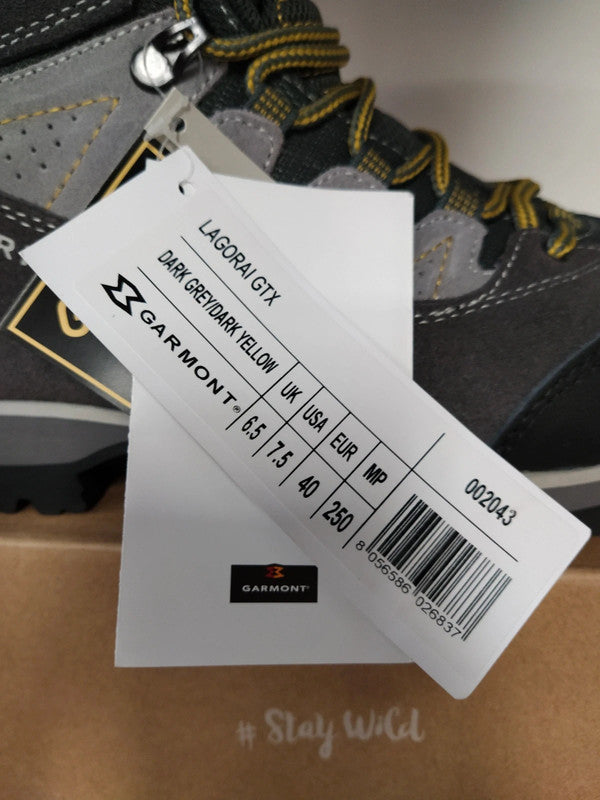 LAGORAI GTX
DARK GREY/DARK YELLOW
GARMONT®
UK USA EUR MP
6.5 7.5 40 250
002043
8 056586 026837
GARMONT®
R
G
# Stay Wild